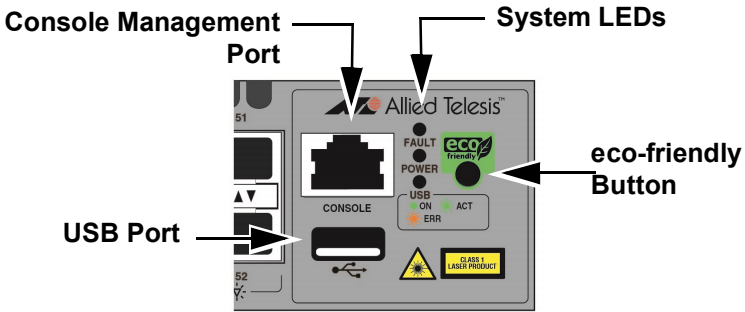 Console Management
Port
System LEDs
Allied Telesis™
51
FAULT
eco
friendly
eco-friendly
Button
POWER
USB
ON ACT
ERR
CONSOLE
USB Port
52
CLASS 1
LASER PRODUCT